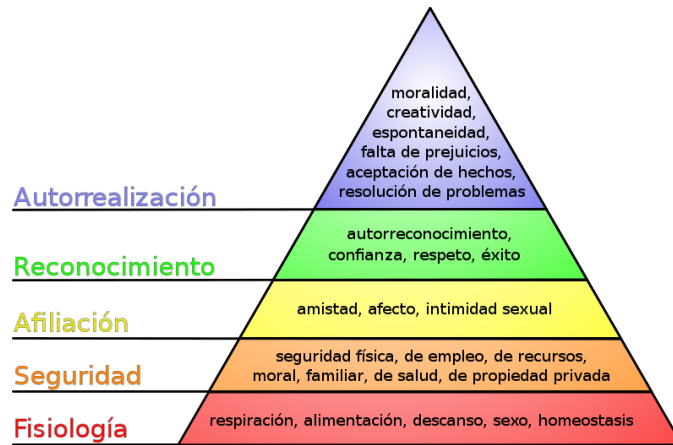 moralidad,
creatividad,
espontaneidad,
falta de prejuicios,
aceptación de hechos,
resolución de problemas
Autorrealización
autorreconocimiento,
confianza, respeto, éxito
Reconocimiento
amistad, afecto, intimidad sexual
Afiliación
seguridad física, de empleo, de recursos,
moral, familiar, de salud, de propiedad privada
Seguridad
respiración, alimentación, descanso, sexo, homeostasis
Fisiología